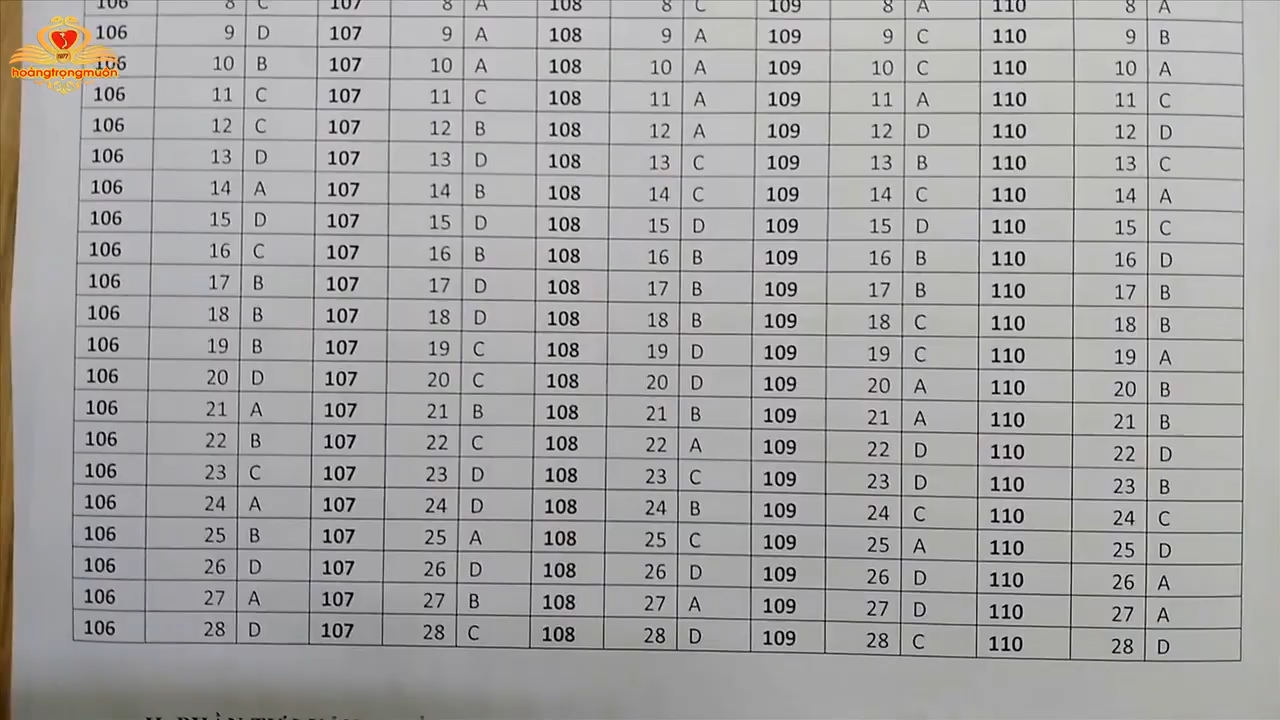 106 8 C 107 8 A 108 8 C 109 8 A 110 8 A
106 9 D 107 9 A 108 9 A 109 9 C 110 9 B
106 10 B 107 10 A 108 10 A 109 10 C 110 10 A
hoàngtrọngmuôn
106 11 C 107 11 C 108 11 A 109 11 A 110 11 C
106 12 C 107 12 B 108 12 A 109 12 D 110 12 D
106 13 D 107 13 D 108 13 C 109 13 B 110 13 C
106 14 A 107 14 B 108 14 C 109 14 C 110 14 A
106 15 D 107 15 D 108 15 D 109 15 D 110 15 C
106 16 C 107 16 B 108 16 B 109 16 B 110 16 D
106 17 B 107 17 D 108 17 B 109 17 B 110 17 B
106 18 B 107 18 D 108 18 B 109 18 C 110 18 B
106 19 B 107 19 C 108 19 D 109 19 C 110 19 A
106 20 D 107 20 C 108 20 D 109 20 A 110 20 B
106 21 A 107 21 B 108 21 B 109 21 A 110 21 B
106 22 B 107 22 C 108 22 A 109 22 D 110 22 D
106 23 C 107 23 D 108 23 C 109 23 D 110 23 B
106 24 A 107 24 D 108 24 B 109 24 C 110 24 C
106 25 B 107 25 A 108 25 C 109 25 A 110 25 D
106 26 D 107 26 D 108 26 D 109 26 D 110 26 A
106 27 A 107 27 B 108 27 A 109 27 D 110 27 A
106 28 D 107 28 C 108 28 D 109 28 C 110 28 D